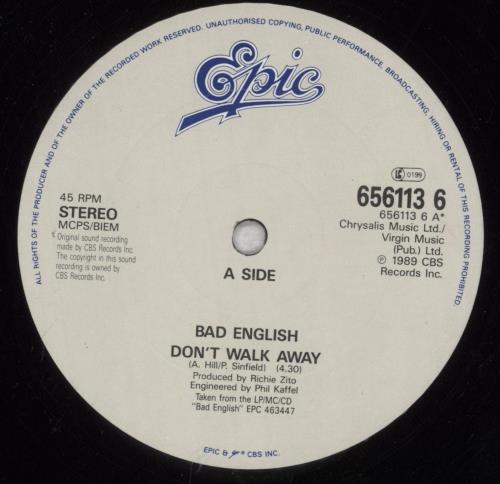 ALL RIGHTS OF THE PRODUCER AND OF THE OWNER OF THE RECORDED WORK RESERVED. UNAUTHORISED COPYING, PUBLIC PERFORMANCE, BROADCASTING, HIRING OR RENTAL OF THIS RECORDING PROHIBITED.
Epic
LC 0199
45 RPM
STEREO
MCPS/BIEM
* Original sound recording
made by CBS Records Inc.
The copyright in this sound
recording is owned by
CBS Records Inc.
656113 6
656113 6 A*
Chrysalis Music Ltd./
Virgin Music
(Pub.) Ltd.
℗ 1989 CBS
Records Inc.
A SIDE
BAD ENGLISH
DON'T WALK AWAY
(A. Hill/P. Sinfield) (4.30)
Produced by Richie Zito
Engineered by Phil Kaffel
Taken from the LP/MC/CD
"Bad English" EPC 463447
EPIC & ® CBS INC.